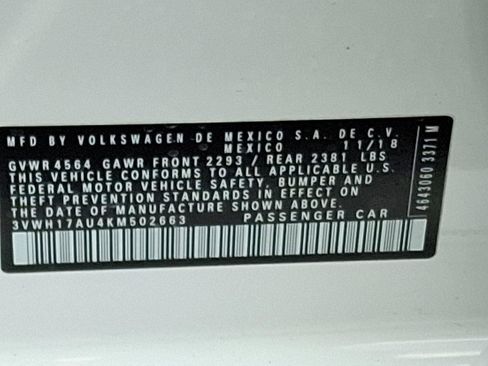 MFD BY VOLKSWAGEN DE MEXICO S.A. DE C.V.
MEXICO 11/18
GVWR 4564 GAWR FRONT 2293 / REAR 2381 LBS
THIS VEHICLE CONFORMS TO ALL APPLICABLE U.S.
FEDERAL MOTOR VEHICLE SAFETY, BUMPER AND
THEFT PREVENTION STANDARDS IN EFFECT ON
THE DATE OF MANUFACTURE SHOWN ABOVE.
3VWH17AU4KM502663 PASSENGER CAR
4643060 3371 M